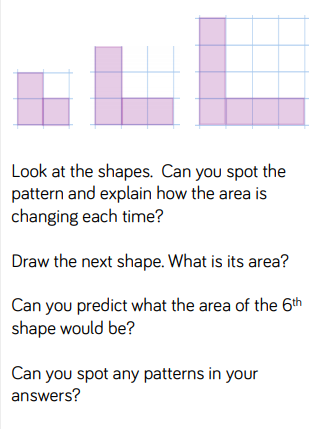 Look at the shapes.  Can you spot the
pattern and explain how the area is
changing each time?
Draw the next shape. What is its area?
Can you predict what the area of the 6th
shape would be?
Can you spot any patterns in your
answers?